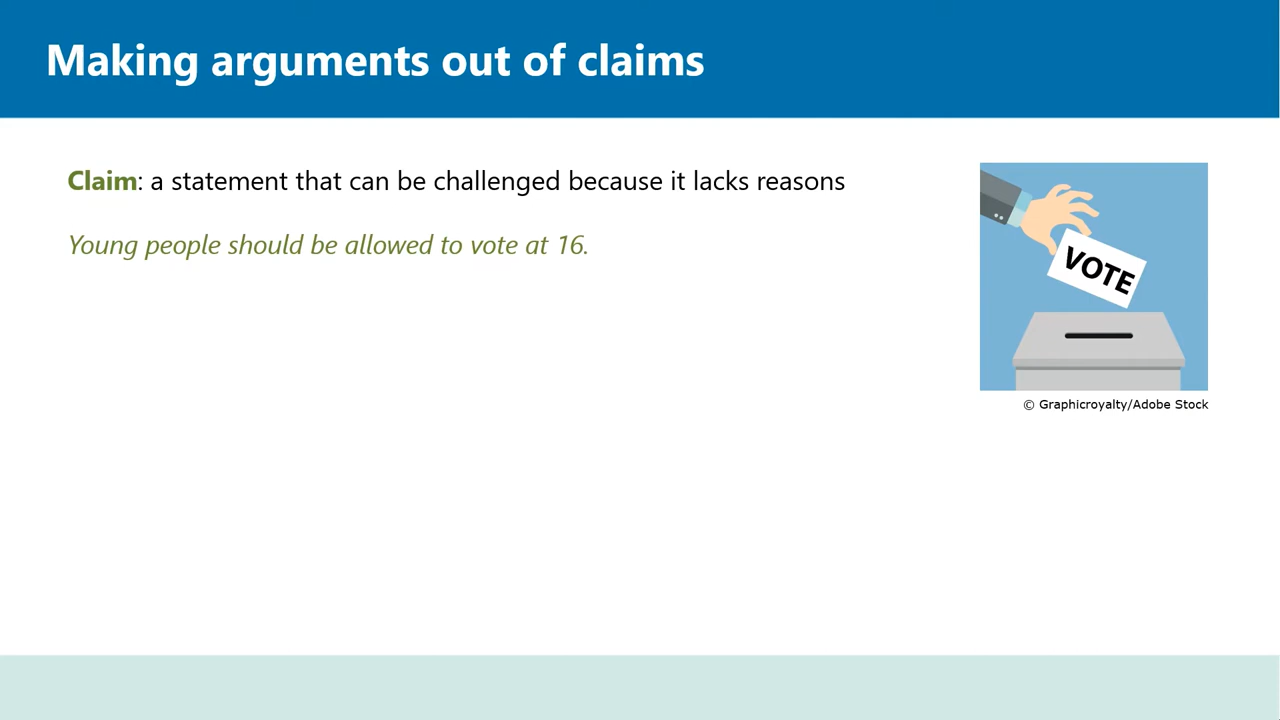 Making arguments out of claims
Claim: a statement that can be challenged because it lacks reasons
Young people should be allowed to vote at 16.
VOTE
© Graphicroyalty/Adobe Stock